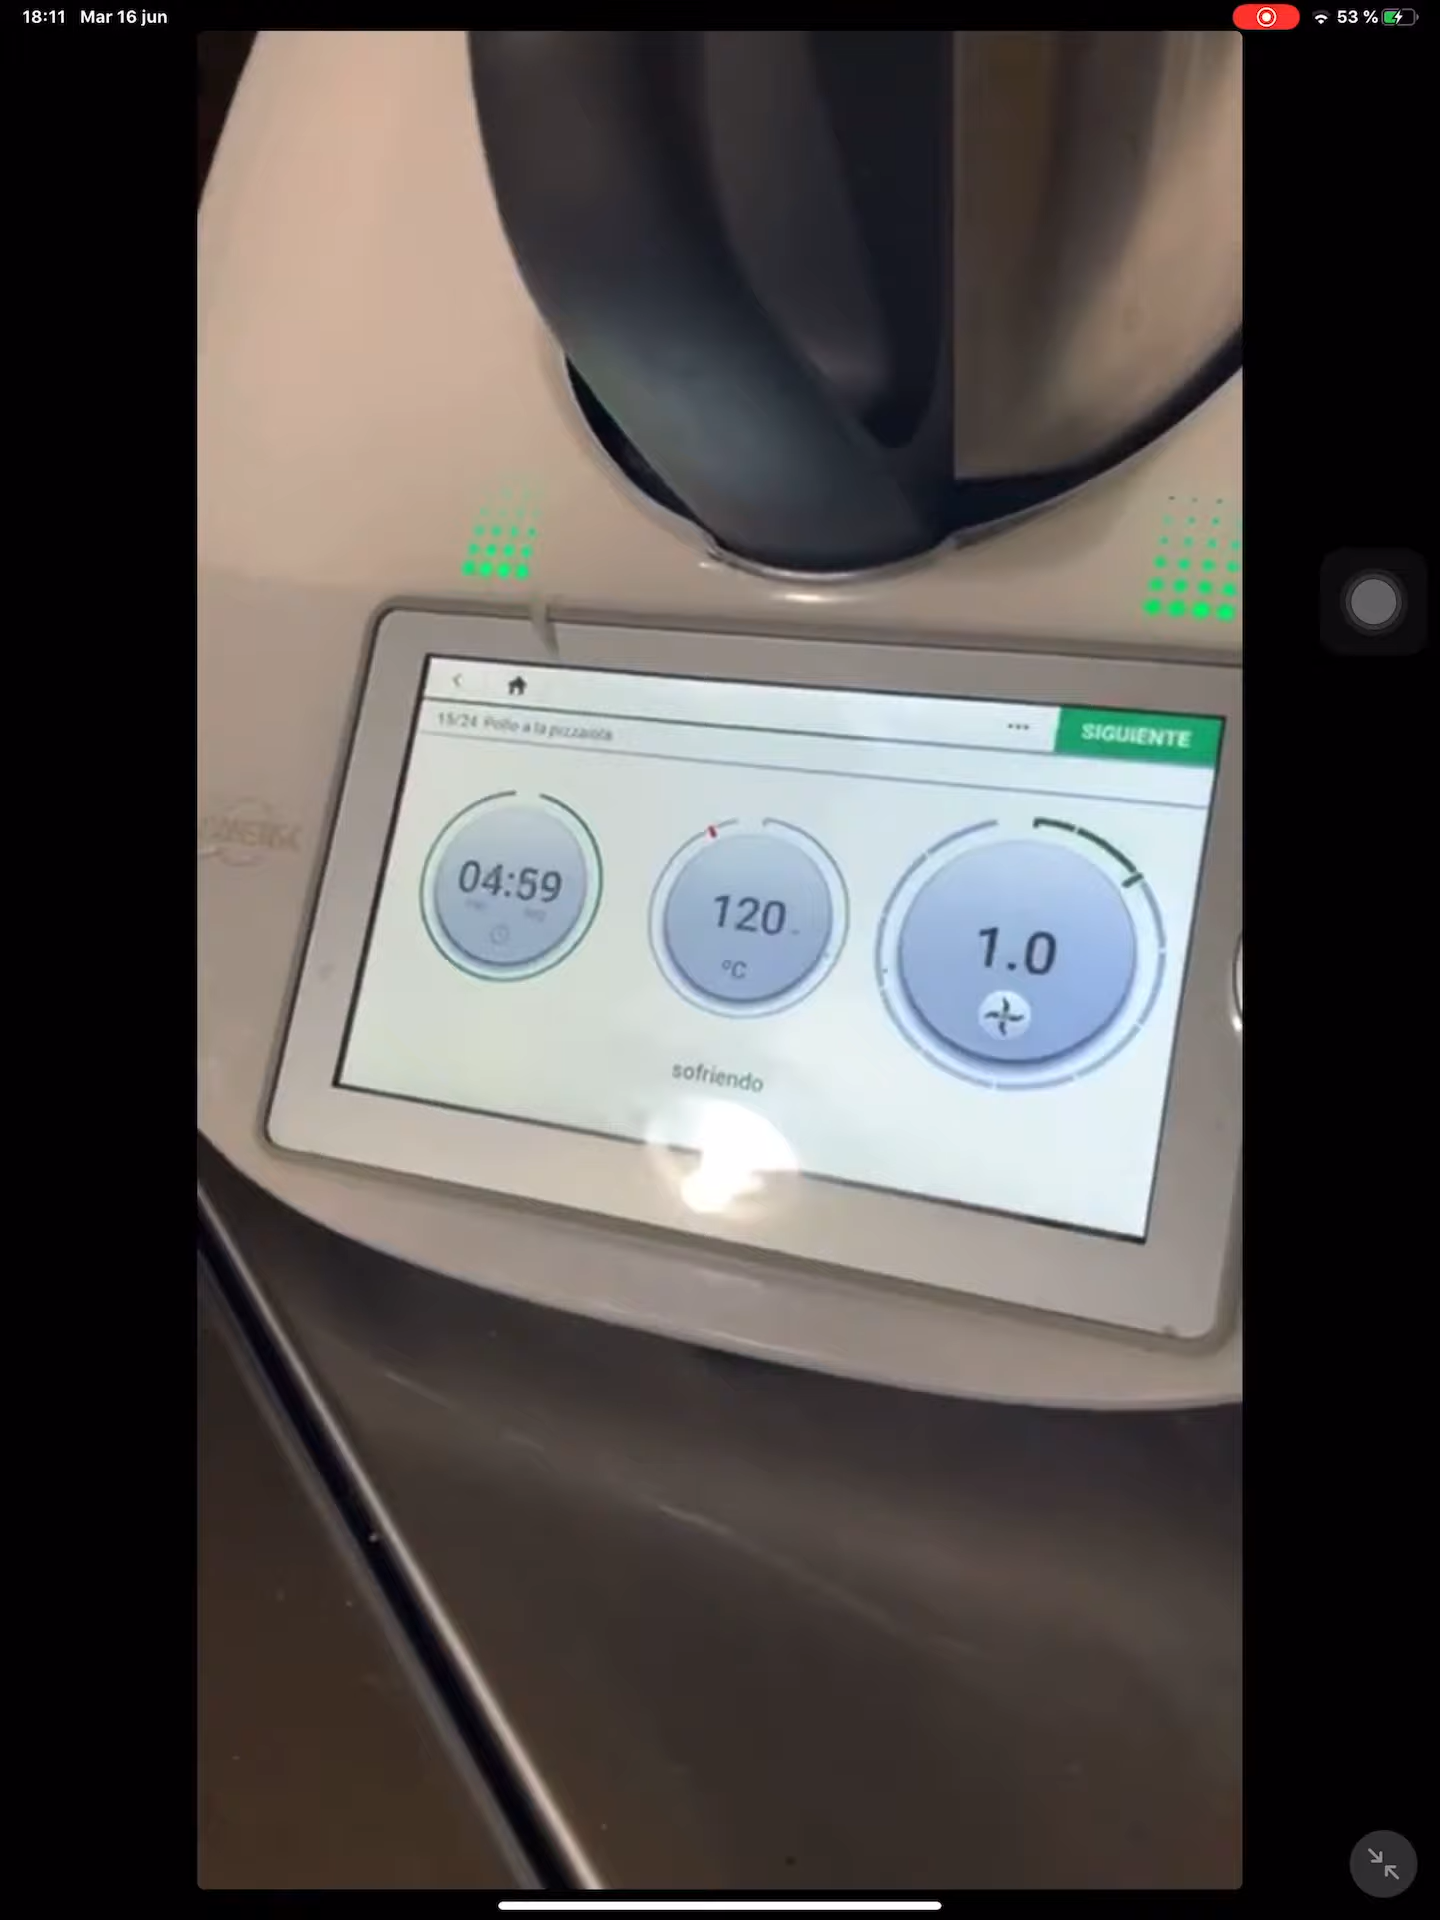 18:11 Mar 16 jun
53 %
SIGUIENTE
15/24 Pollo a la pizzaiola
04:59
120
°C
1.0
sofriendo